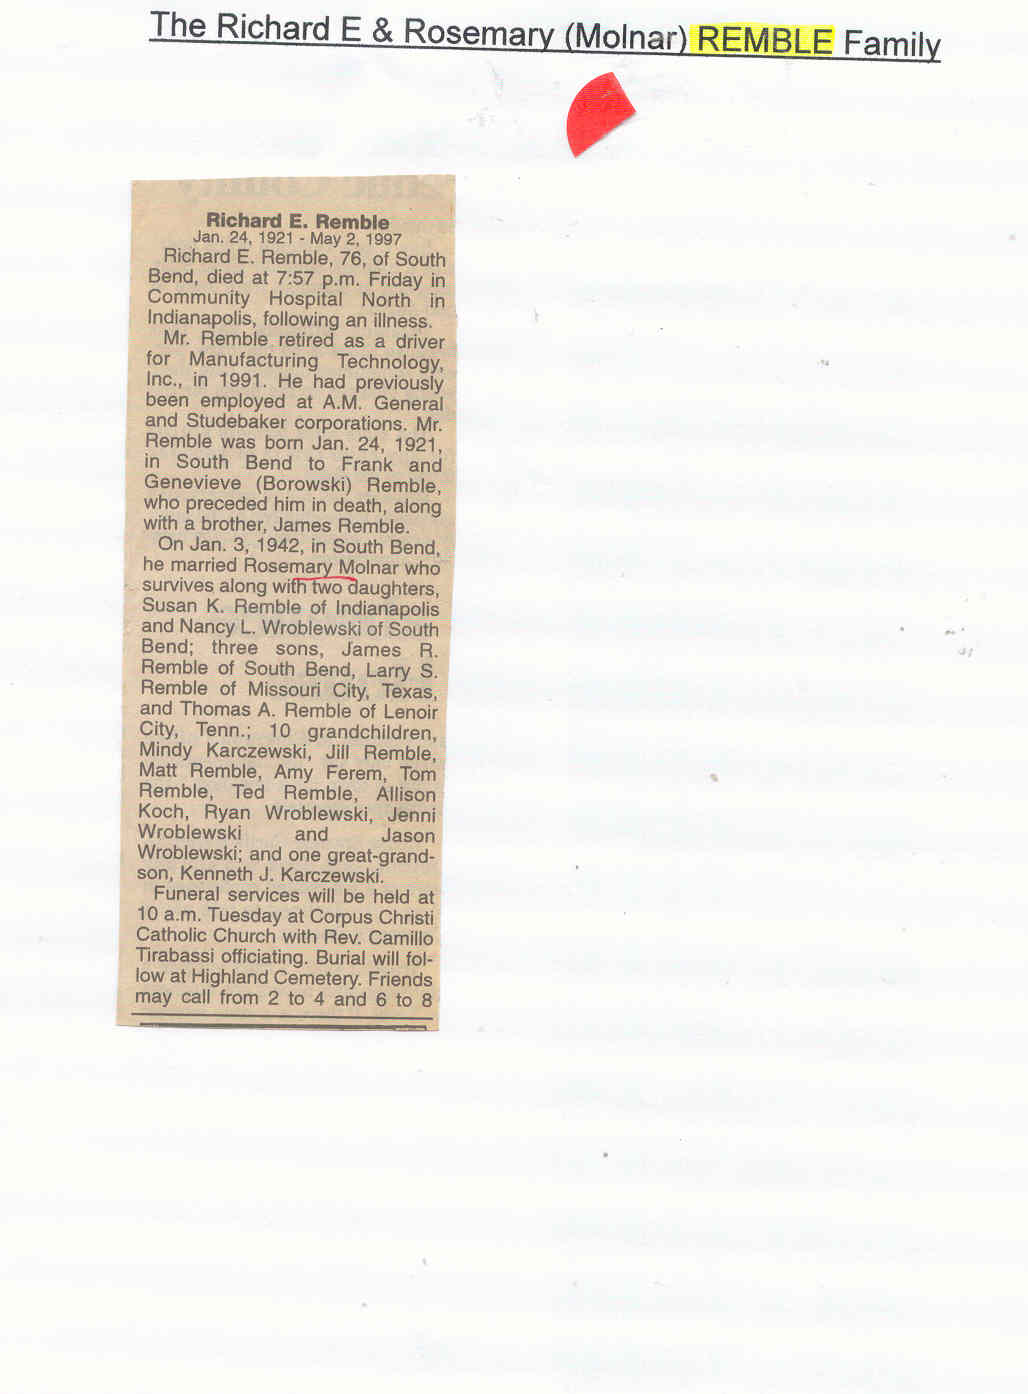 The Richard E & Rosemary (Molnar) REMBLE Family
Richard E. Remble
Jan. 24, 1921 - May 2, 1997
Richard E. Remble, 76, of South
Bend, died at 7:57 p.m. Friday in
Community Hospital North in
Indianapolis, following an illness.
Mr. Remble retired as a driver
for Manufacturing Technology,
Inc., in 1991. He had previously
been employed at A.M. General
and Studebaker corporations. Mr.
Remble was born Jan. 24, 1921,
in South Bend to Frank and
Genevieve (Borowski) Remble,
who preceded him in death, along
with a brother, James Remble.
On Jan. 3, 1942, in South Bend,
he married Rosemary Molnar who
survives along with two daughters,
Susan K. Remble of Indianapolis
and Nancy L. Wroblewski of South
Bend; three sons, James R.
Remble of South Bend, Larry S.
Remble of Missouri City, Texas,
and Thomas A. Remble of Lenoir
City, Tenn.; 10 grandchildren,
Mindy Karczewski, Jill Remble,
Matt Remble, Amy Ferem, Tom
Remble, Ted Remble, Allison
Koch, Ryan Wroblewski, Jenni
Wroblewski and Jason
Wroblewski; and one great-grand-
son, Kenneth J. Karczewski.
Funeral services will be held at
10 a.m. Tuesday at Corpus Christi
Catholic Church with Rev. Camillo
Tirabassi officiating. Burial will fol-
low at Highland Cemetery. Friends
may call from 2 to 4 and 6 to 8